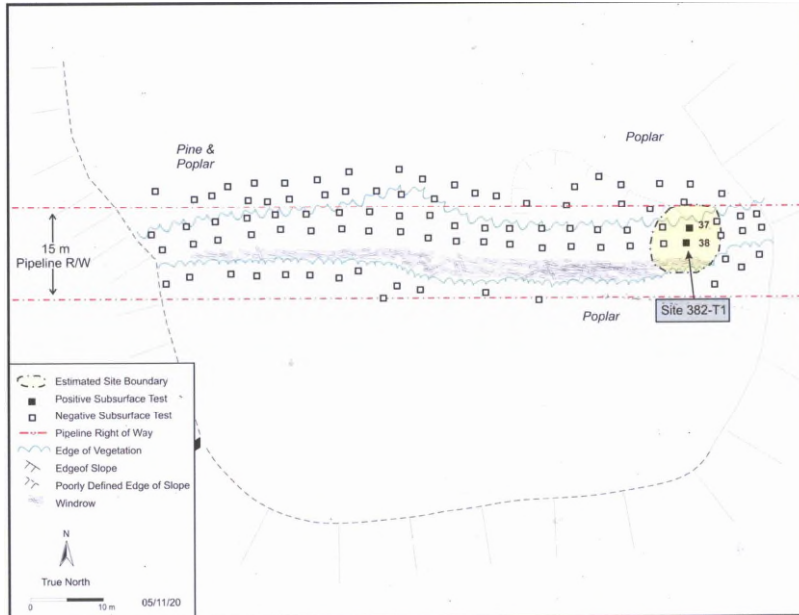 Pine &
Poplar
Poplar
15 m
Pipeline R/W
37
38
Site 382-T1
Poplar
Estimated Site Boundary
Positive Subsurface Test
Negative Subsurface Test
Pipeline Right of Way
Edge of Vegetation
Edgeof Slope
Poorly Defined Edge of Slope
Windrow
N
True North
0 10 m
05/11/20